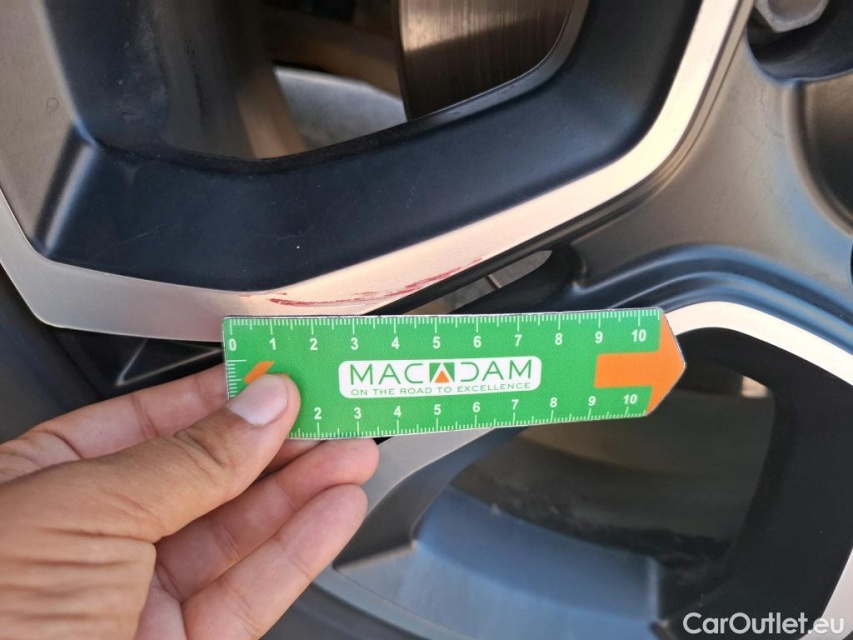 0 1 2 3 4 5 6 7 8 9 10
MACADAM
ON THE ROAD TO EXCELLENCE
2 3 4 5 6 7 8 9 10
CarOutlet.eu